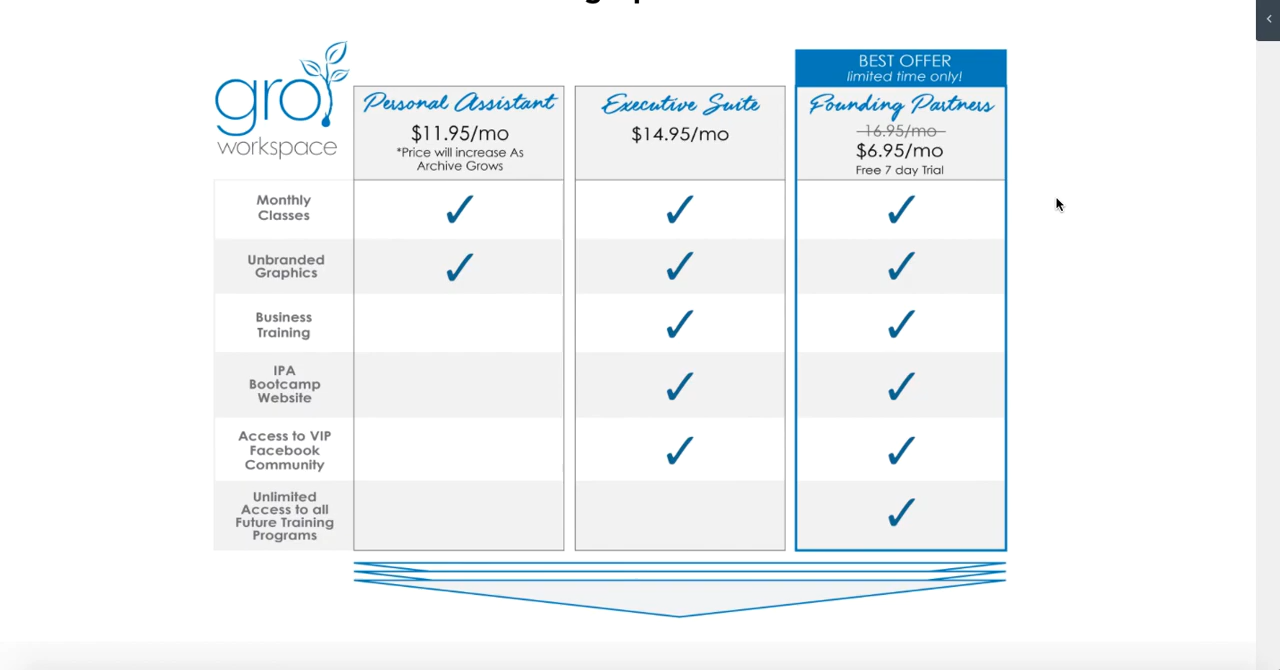 gro
workspace
BEST OFFER
limited time only!
Personal Assistant
$11.95/mo
*Price will increase As
Archive Grows
Executive Suite
$14.95/mo
Founding Partners
16.95/mo
$6.95/mo
Free 7 day Trial
Monthly
Classes
Unbranded
Graphics
Business
Training
IPA
Bootcamp
Website
Access to VIP
Facebook
Community
Unlimited
Access to all
Future Training
Programs